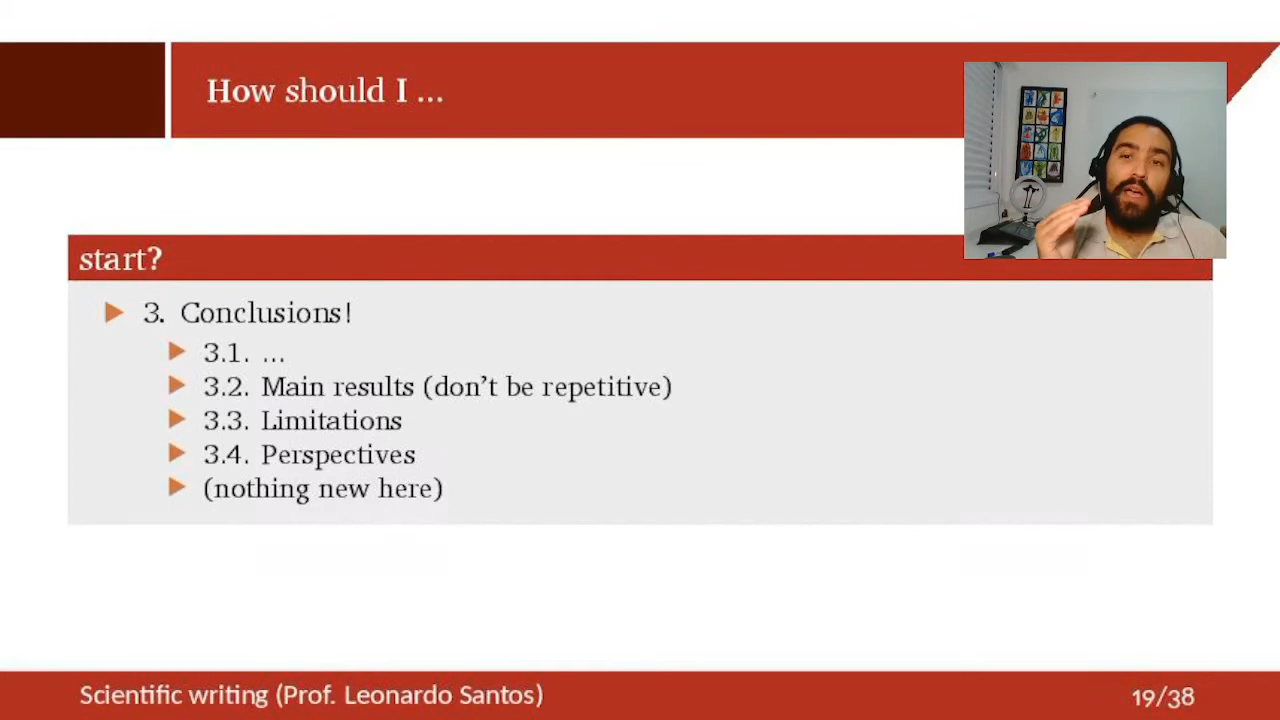 How should I ...
start?
3. Conclusions!
3.1. ...
3.2. Main results (don't be repetitive)
3.3. Limitations
3.4. Perspectives
(nothing new here)
Scientific writing (Prof. Leonardo Santos)
19/38